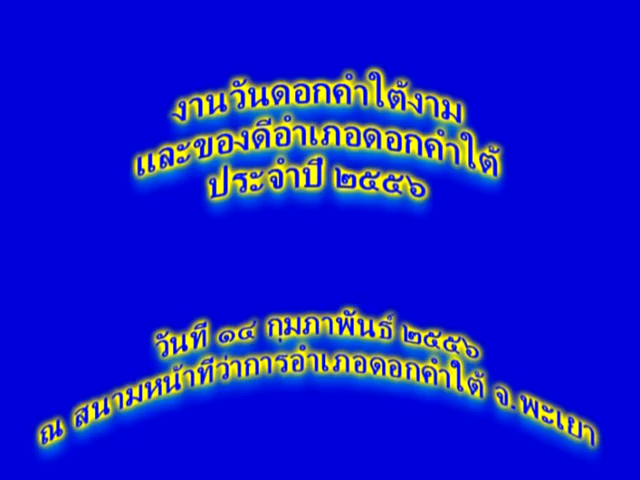 งานวันดอกคำใต้งาม
และของดีอำเภอดอกคำใต้
ประจำปี ๒๕๕๖
วันที่ ๑๔ กุมภาพันธ์ ๒๕๕๖
ณ สนามหน้าที่ว่าการอำเภอดอกคำใต้ จ.พะเยา